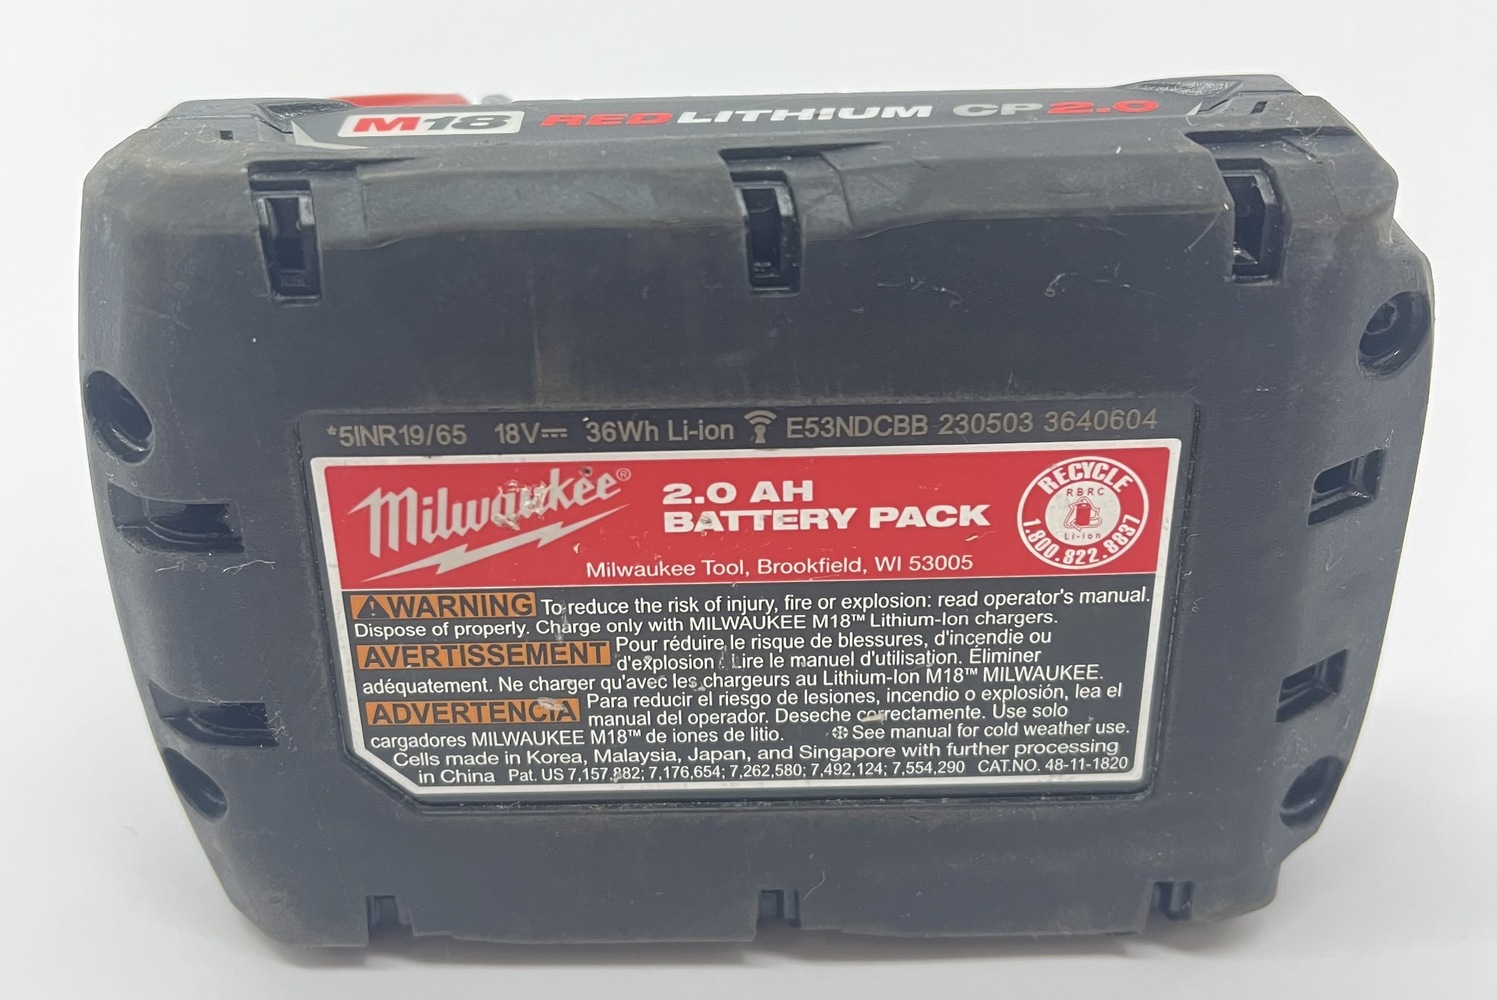 M18 REDLITHIUM CP2.0
*5INR19/65 18V⎓ 36Wh Li-ion E53NDCBB 230503 3640604
Milwaukee®
2.0 AH
BATTERY PACK
Milwaukee Tool, Brookfield, WI 53005
RECYCLE
RBRC
Li-ion
1.800.822.8837
⚠WARNING To reduce the risk of injury, fire or explosion: read operator's manual.
Dispose of properly. Charge only with MILWAUKEE M18™ Lithium-Ion chargers.
AVERTISSEMENT Pour réduire le risque de blessures, d'incendie ou
d'explosion : Lire le manuel d'utilisation. Éliminer
adéquatement. Ne charger qu'avec les chargeurs au Lithium-Ion M18™ MILWAUKEE.
ADVERTENCIA Para reducir el riesgo de lesiones, incendio o explosión, lea el
manual del operador. Deseche correctamente. Use solo
cargadores MILWAUKEE M18™ de iones de litio. ❄ See manual for cold weather use.
Cells made in Korea, Malaysia, Japan, and Singapore with further processing
in China Pat. US 7,157,882; 7,176,654; 7,262,580; 7,492,124; 7,554,290 CAT.NO. 48-11-1820